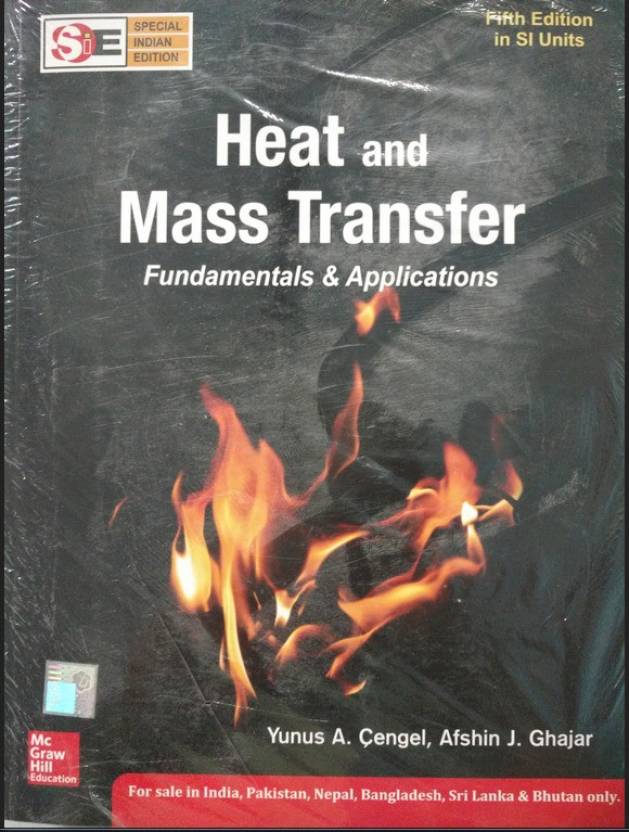 SiE
SPECIAL
INDIAN
EDITION
Fifth Edition
in SI Units
Heat and
Mass Transfer
Fundamentals & Applications
Yunus A. Çengel, Afshin J. Ghajar
Mc
Graw
Hill
Education
For sale in India, Pakistan, Nepal, Bangladesh, Sri Lanka & Bhutan only.